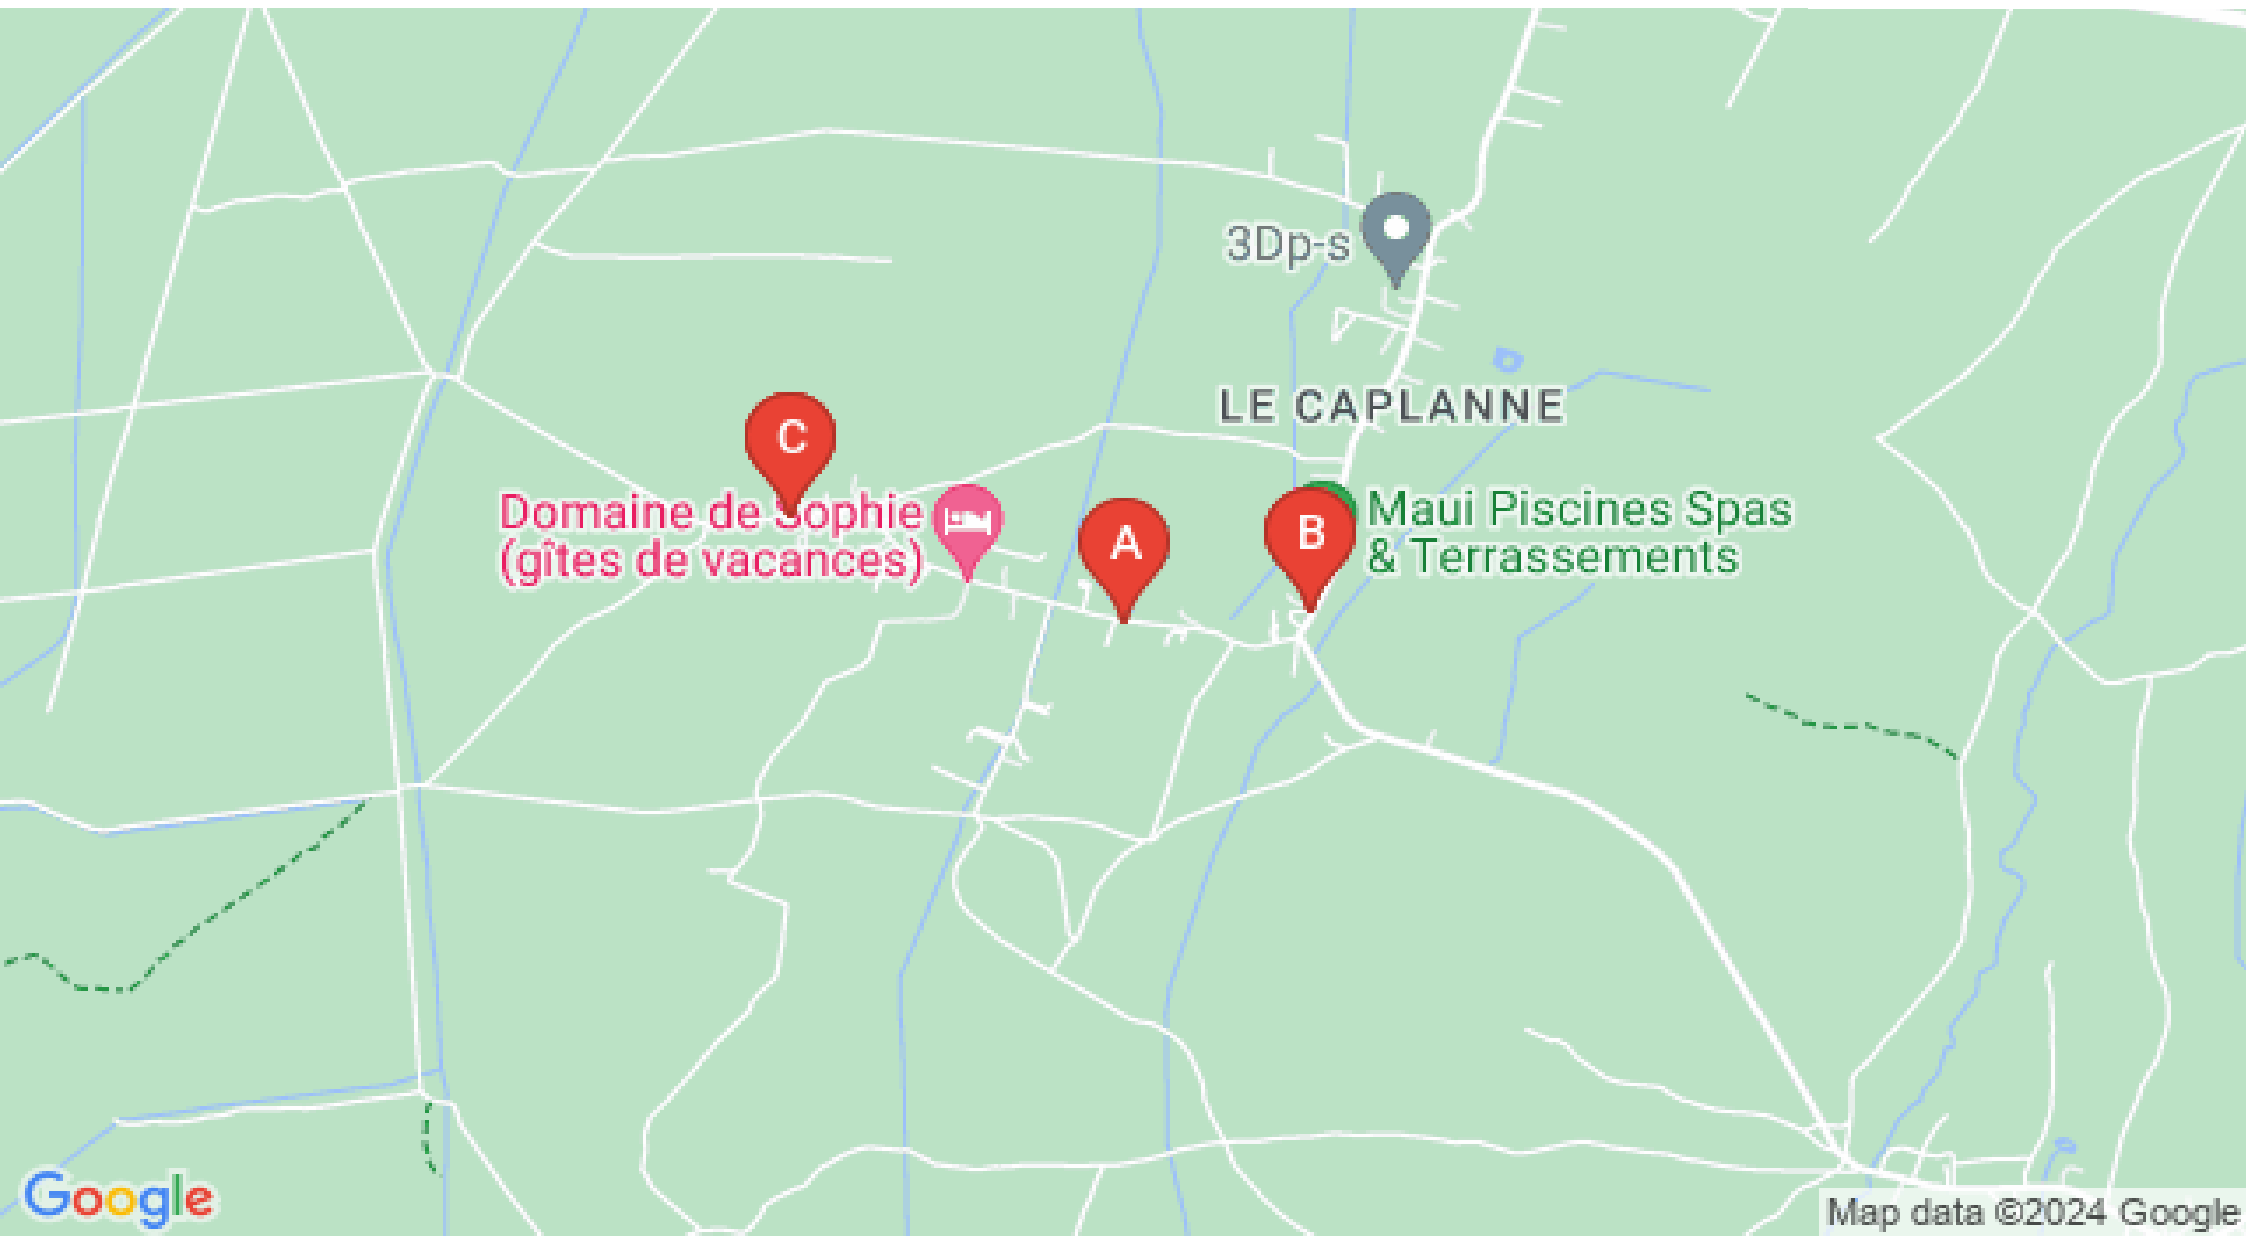 3Dp-s
LE CAPLANNE
C
Domaine de Sophie
(gîtes de vacances)
A
B
Maui Piscines Spas
& Terrassements
Google
Map data ©2024 Google